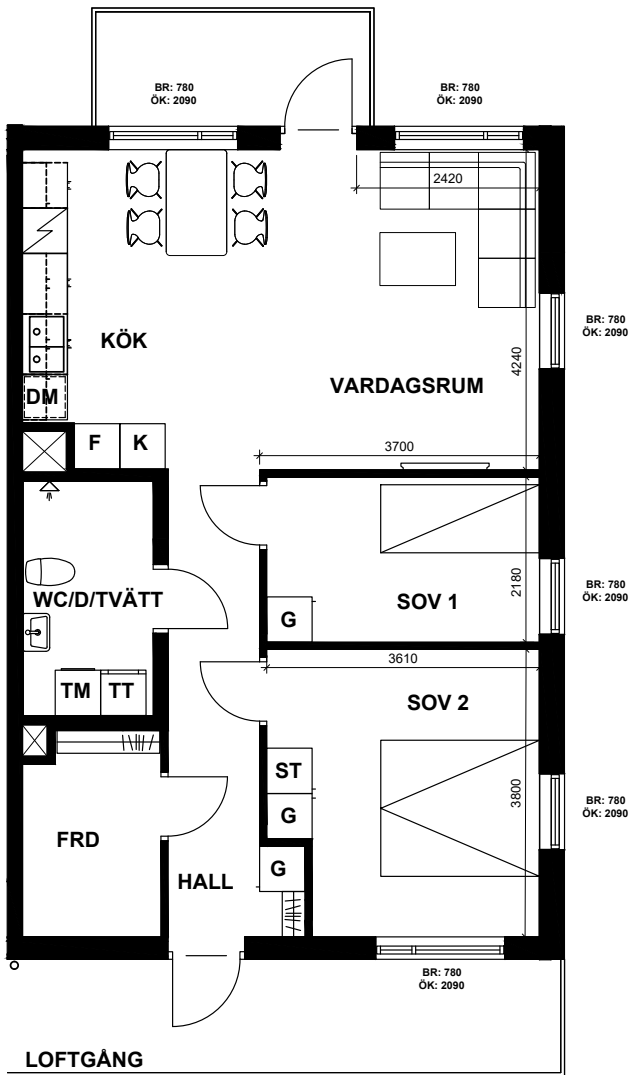 BR: 780
ÖK: 2090
BR: 780
ÖK: 2090
2420
KÖK
BR: 780
ÖK: 2090
4240
VARDAGSRUM
DM
F
K
3700
WC/D/TVÄTT
SOV 1
2180
BR: 780
ÖK: 2090
G
3610
TM
TT
SOV 2
ST
3800
BR: 780
ÖK: 2090
G
FRD
HALL
G
BR: 780
ÖK: 2090
LOFTGÅNG